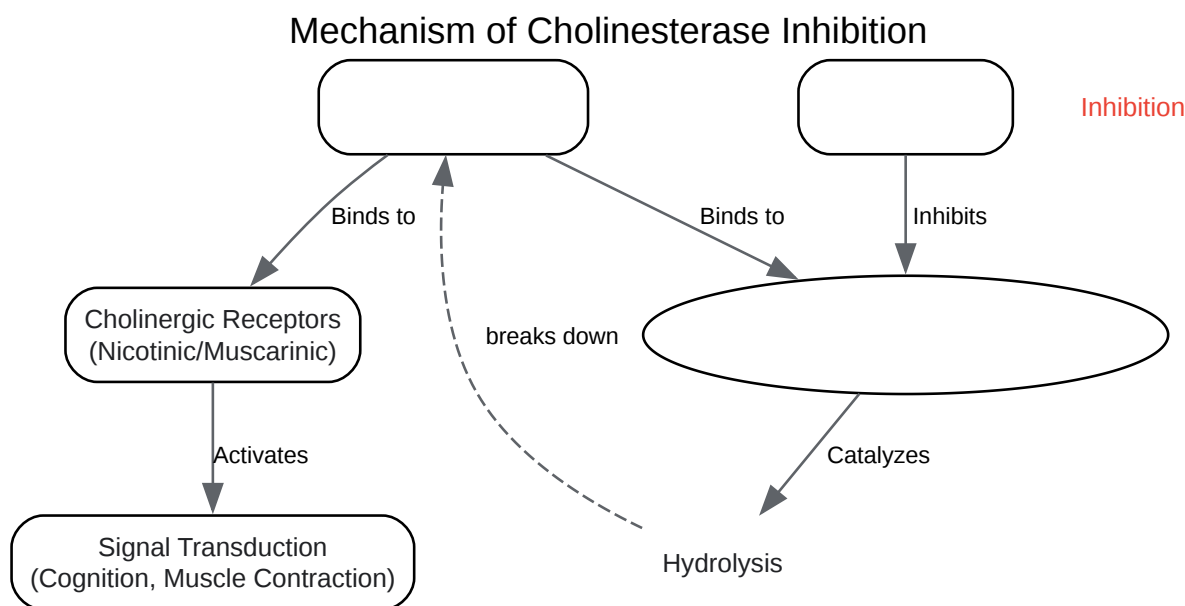 Mechanism of Cholinesterase Inhibition
Inhibition
Binds to
Binds to
Inhibits
Cholinergic Receptors
(Nicotinic/Muscarinic)
breaks down
Activates
Catalyzes
Signal Transduction
(Cognition, Muscle Contraction)
Hydrolysis